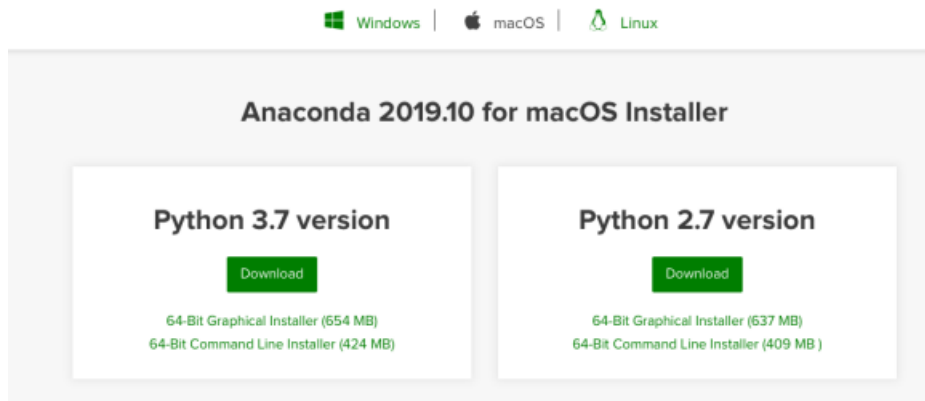 Windows | macOS | Linux
Anaconda 2019.10 for macOS Installer
Python 3.7 version
Download
64-Bit Graphical Installer (654 MB)
64-Bit Command Line Installer (424 MB)
Python 2.7 version
Download
64-Bit Graphical Installer (637 MB)
64-Bit Command Line Installer (409 MB )